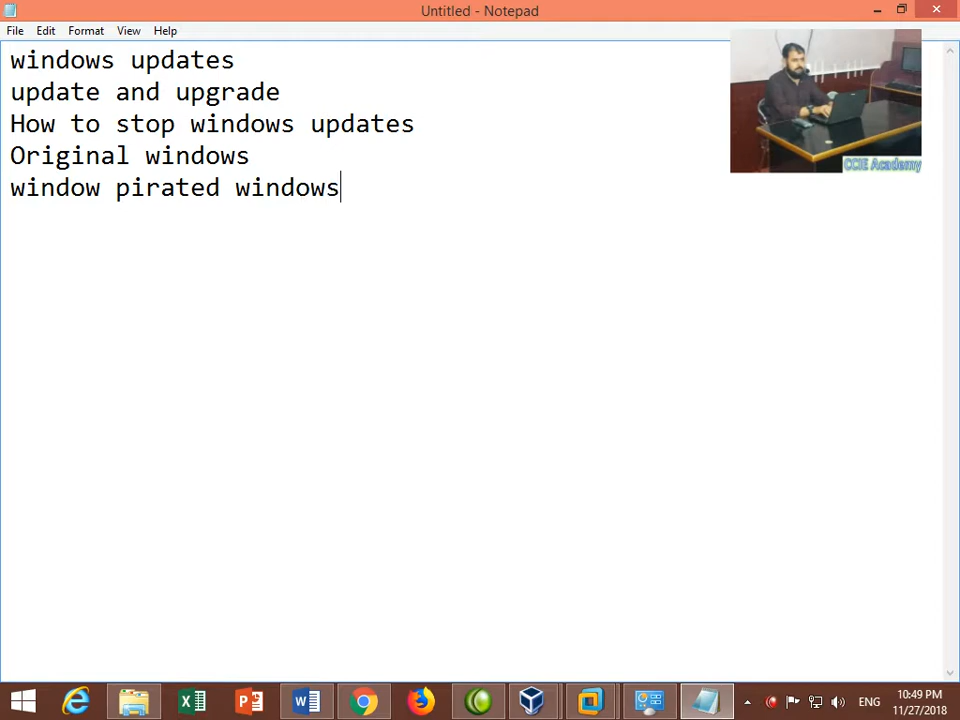 Untitled - Notepad
File Edit Format View Help
windows updates
update and upgrade
How to stop windows updates
Original windows
window pirated windows
CCIE Academy
ENG
10:49 PM
11/27/2018